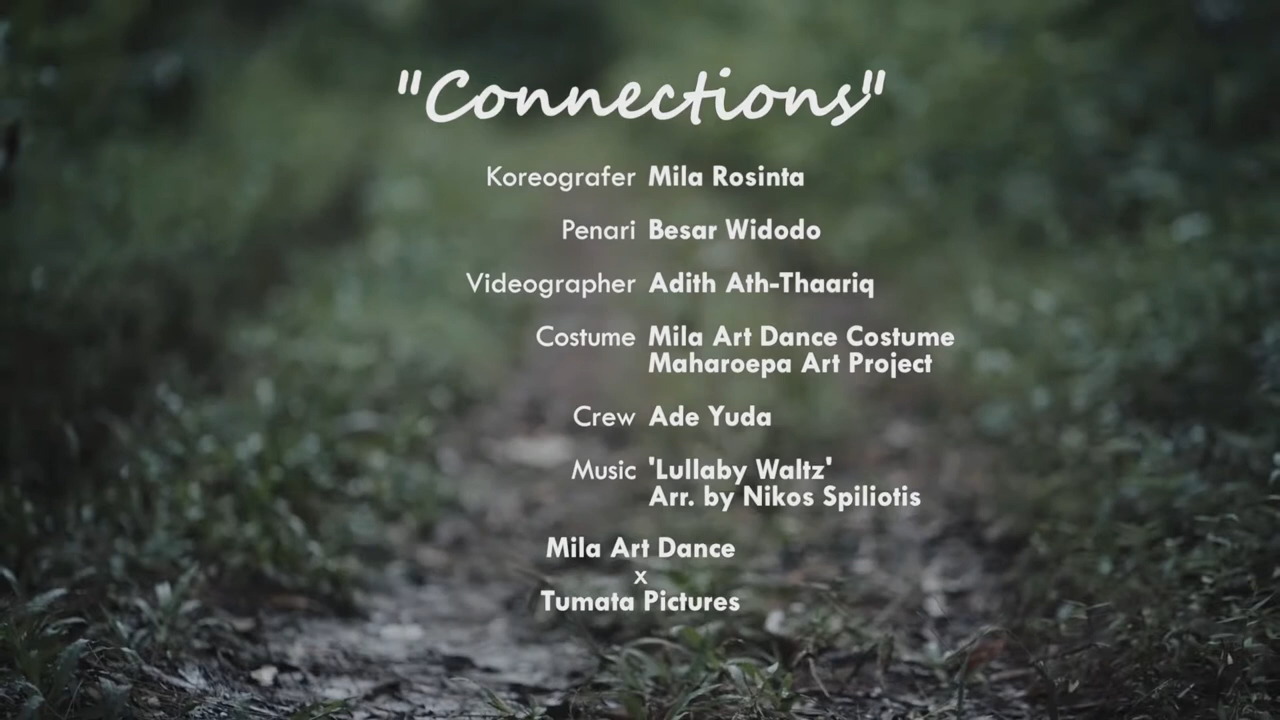 "Connections"
Koreografer Mila Rosinta
Penari Besar Widodo
Videographer Adith Ath-Thaariq
Costume Mila Art Dance Costume
Maharoepa Art Project
Crew Ade Yuda
Music 'Lullaby Waltz'
Arr. by Nikos Spiliotis
Mila Art Dance
x
Tumata Pictures